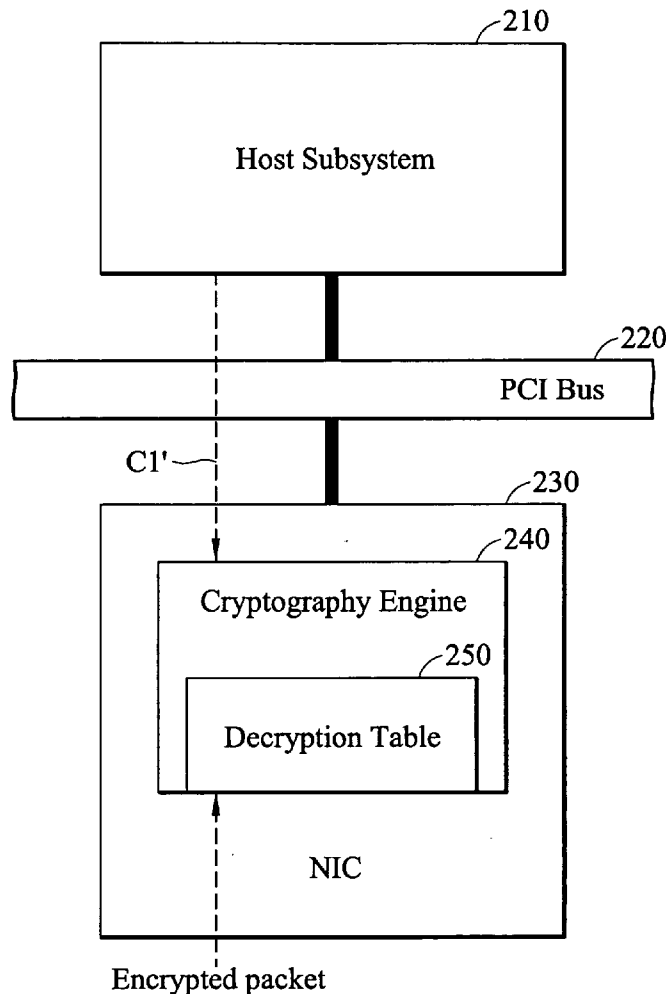 210
Host Subsystem
220
PCI Bus
C1'
230
240
Cryptography Engine
250
Decryption Table
NIC
Encrypted packet